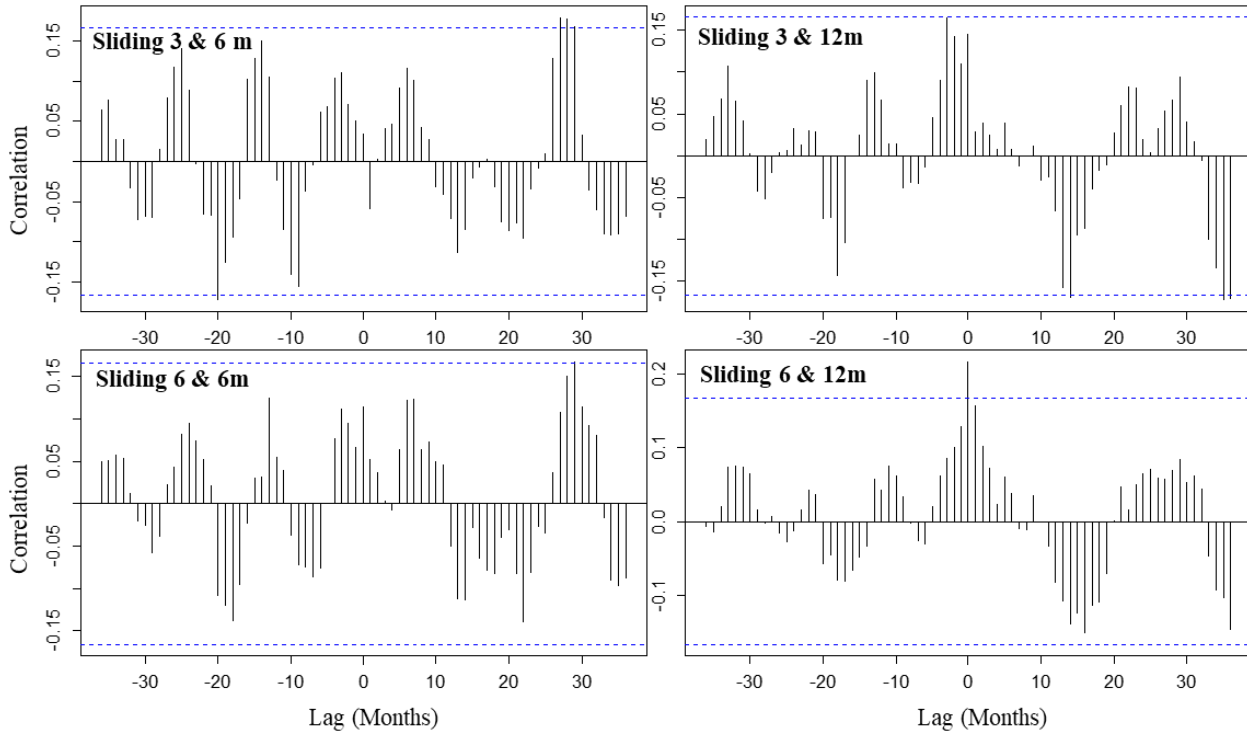 Sliding 3 & 6 m
Correlation
0.15
0.05
-0.05
-0.15
-30 -20 -10 0 10 20 30
Sliding 3 & 12m
0.15
0.05
-0.05
-0.15
-30 -20 -10 0 10 20 30
Sliding 6 & 6m
Correlation
0.15
0.05
-0.05
-0.15
-30 -20 -10 0 10 20 30
Lag (Months)
Sliding 6 & 12m
0.2
0.1
0.0
-0.1
-30 -20 -10 0 10 20 30
Lag (Months)